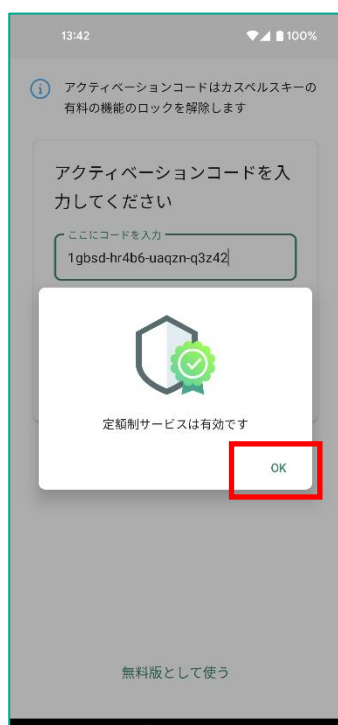 13:42
100%
アクティベーションコードはカスペルスキーの
有料の機能のロックを解除します
アクティベーションコードを入
力してください
ここにコードを入力
1gbsd-hr4b6-uaqzn-q3z42
定額制サービスは有効です
OK
無料版として使う